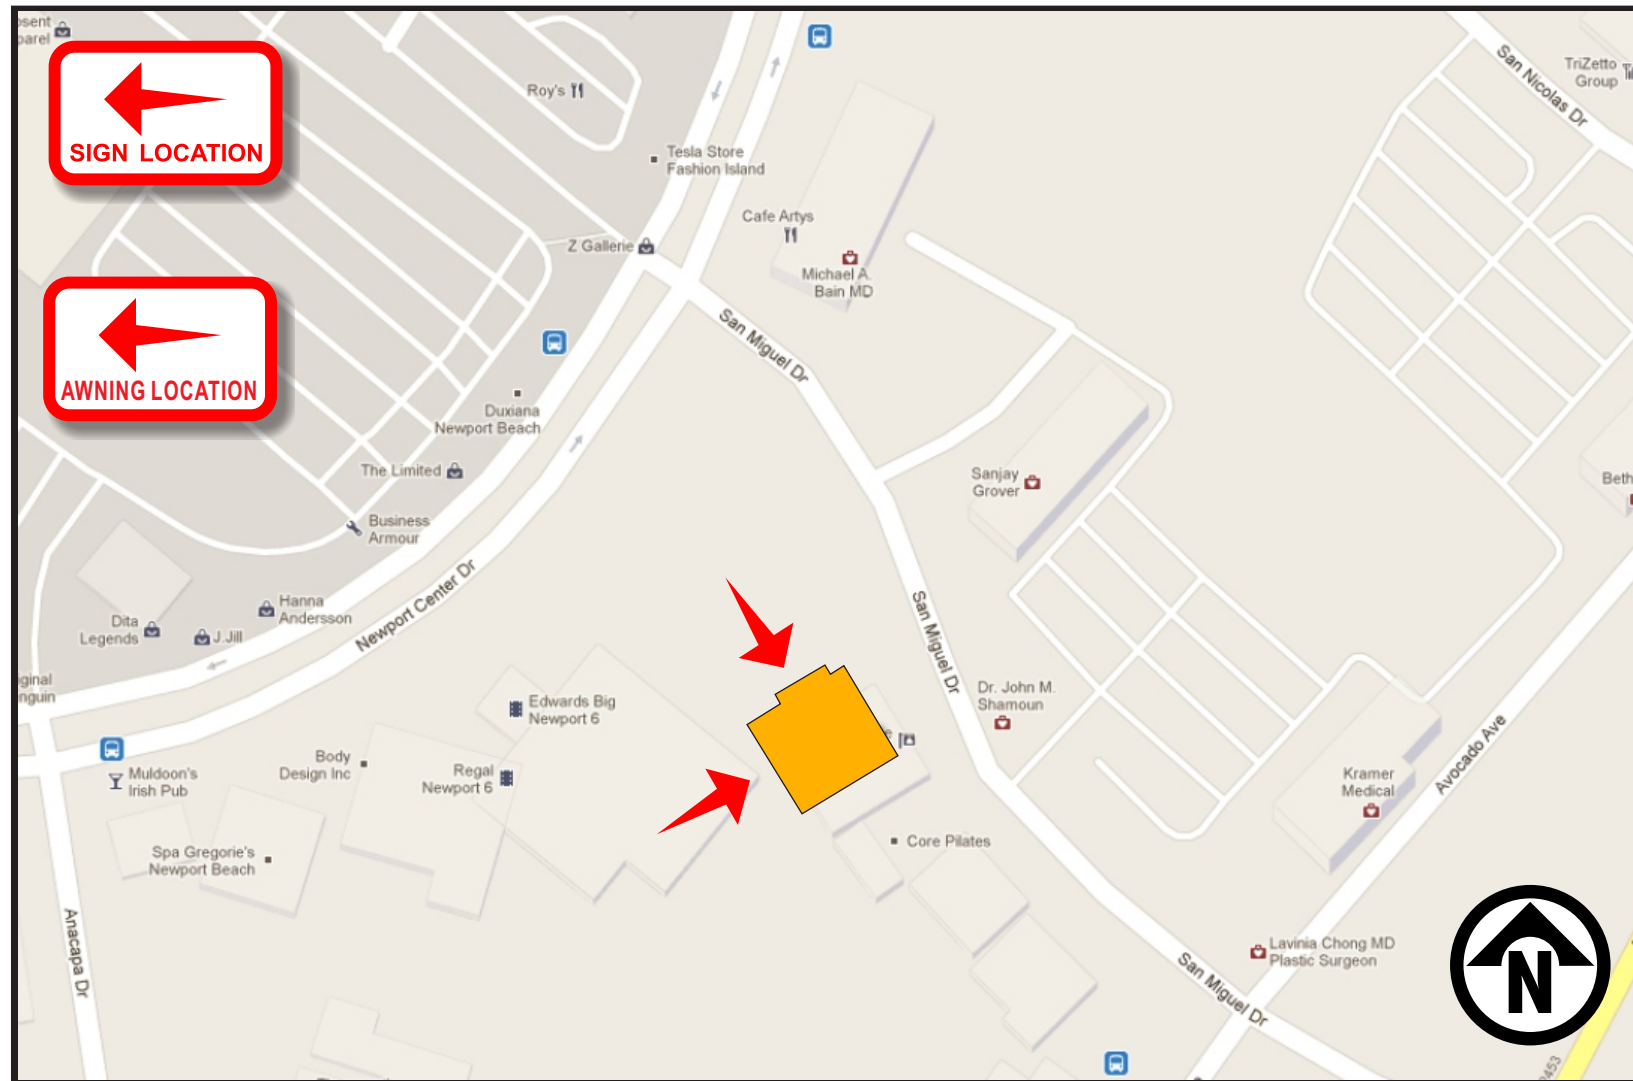 SIGN LOCATION
AWNING LOCATION
Roy's
Tesla Store
Fashion Island
Cafe Artys
Z Gallerie
Michael A.
Bain MD
San Nicolas Dr
TriZetto
Group
San Miguel Dr
Duxiana
Newport Beach
The Limited
Business
Armour
Sanjay
Grover
Beth
Newport Center Dr
Hanna
Andersson
Dita
Legends
J.Jill
San Miguel Dr
Dr. John M.
Shamoun
Edwards Big
Newport 6
Body
Design Inc
Regal
Newport 6
Muldoon's
Irish Pub
Kramer
Medical
Avocado Ave
Core Pilates
Spa Gregorie's
Newport Beach
Anacapa Dr
Lavinia Chong MD
Plastic Surgeon
San Miguel Dr
N